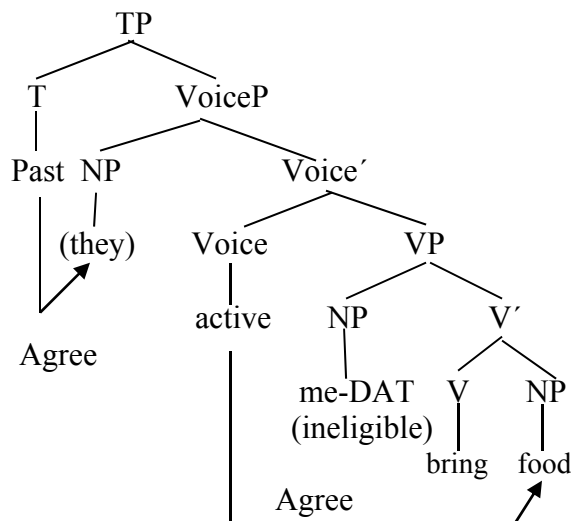 TP
T VoiceP
Past NP Voice´
(they) Voice VP
active NP V´
Agree
me-DAT V NP
(ineligible)
bring food
Agree